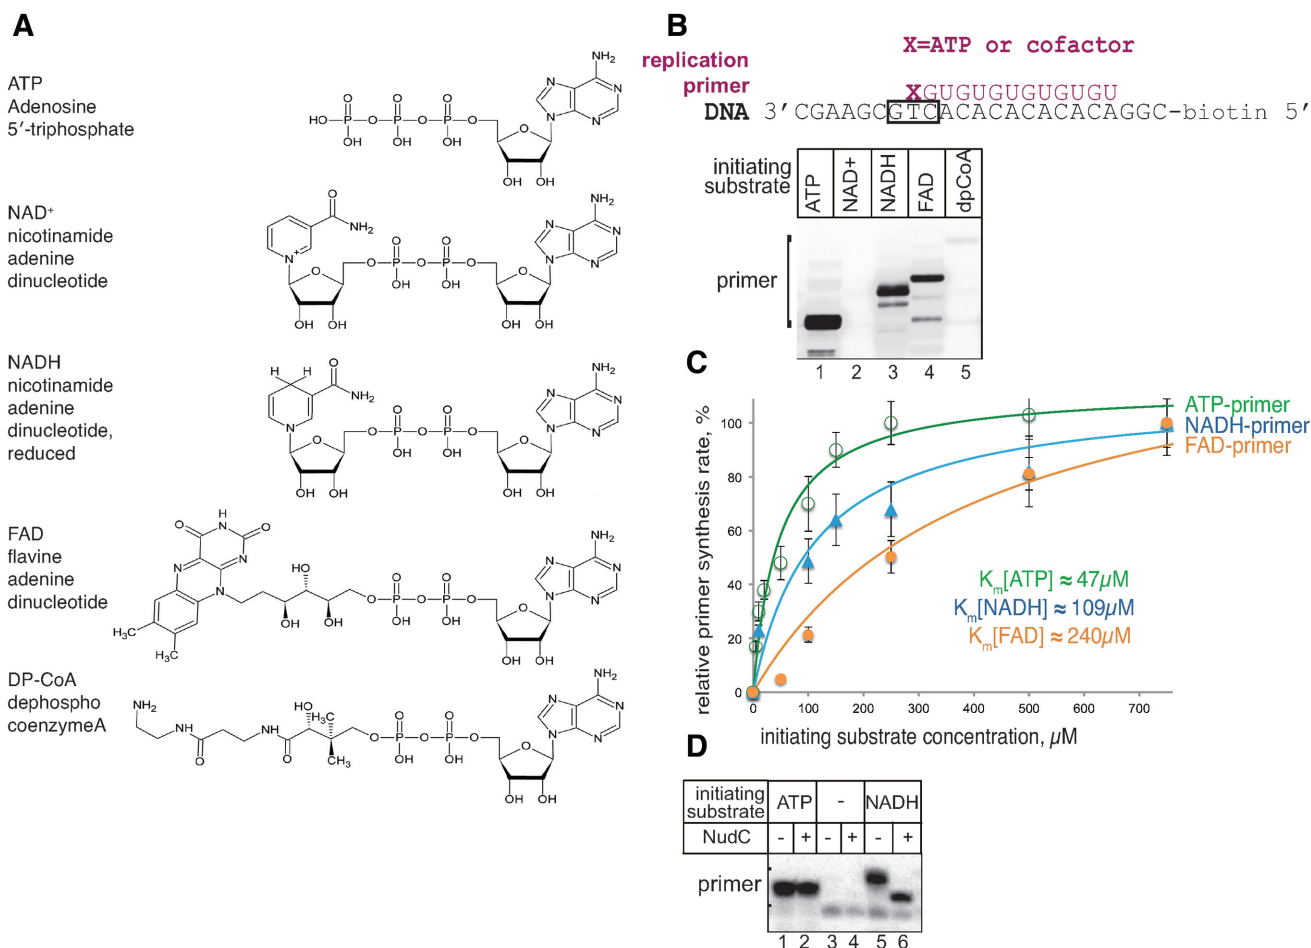 A
ATP
Adenosine
5′-triphosphate
NAD+
nicotinamide
adenine
dinucleotide
NADH
nicotinamide
adenine
dinucleotide,
reduced
FAD
flavine
adenine
dinucleotide
DP-CoA
dephospho
coenzymeA
B
X=ATP or cofactor
replication
primer
XGUGUGUGUGUGU
DNA 3′CGAAGCGTCACACACACACAGGC-biotin 5′
initiating
substrate
ATP
NAD+
NADH
FAD
dpCoA
primer
1 2 3 4 5
C
relative primer synthesis rate, %
100
80
60
40
20
0
0 100 200 300 400 500 600 700
initiating substrate concentration, µM
ATP-primer
NADH-primer
FAD-primer
Km[ATP] ≈ 47µM
Km[NADH] ≈ 109µM
Km[FAD] ≈ 240µM
D
initiating
substrate
ATP - NADH
NudC - + - + - +
primer
1 2 3 4 5 6